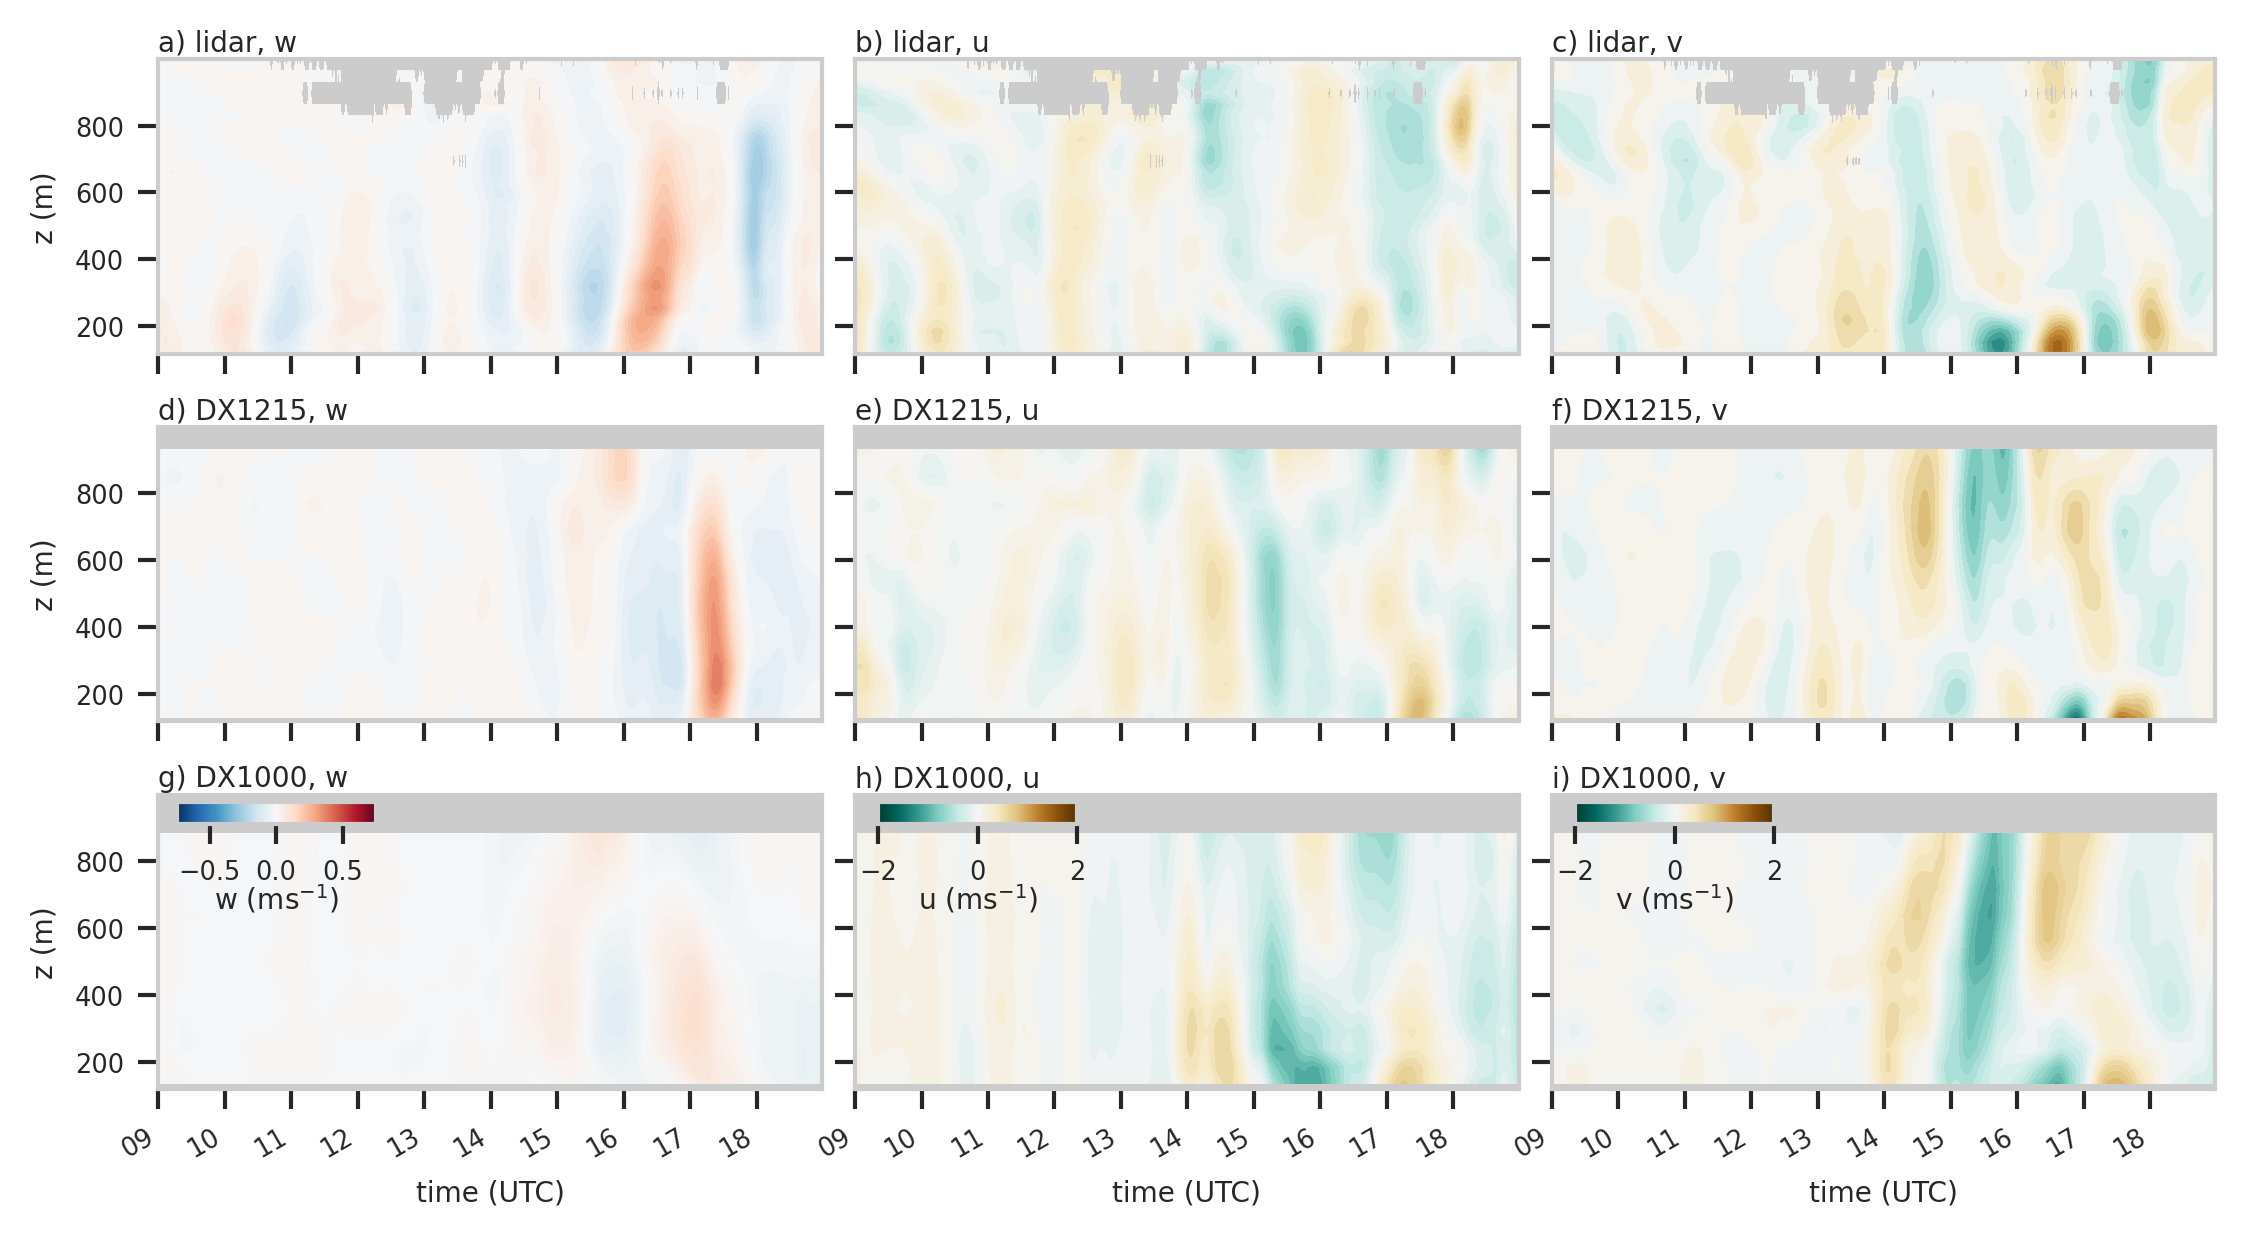 a) lidar, w
b) lidar, u
c) lidar, v
z (m)
800
600
400
200
d) DX1215, w
e) DX1215, u
f) DX1215, v
z (m)
800
600
400
200
g) DX1000, w
h) DX1000, u
i) DX1000, v
z (m)
800
600
400
200
−0.5 0.0 0.5
w (ms⁻¹)
−2 0 2
u (ms⁻¹)
−2 0 2
v (ms⁻¹)
09 10 11 12 13 14 15 16 17 18
09 10 11 12 13 14 15 16 17 18
09 10 11 12 13 14 15 16 17 18
time (UTC)
time (UTC)
time (UTC)